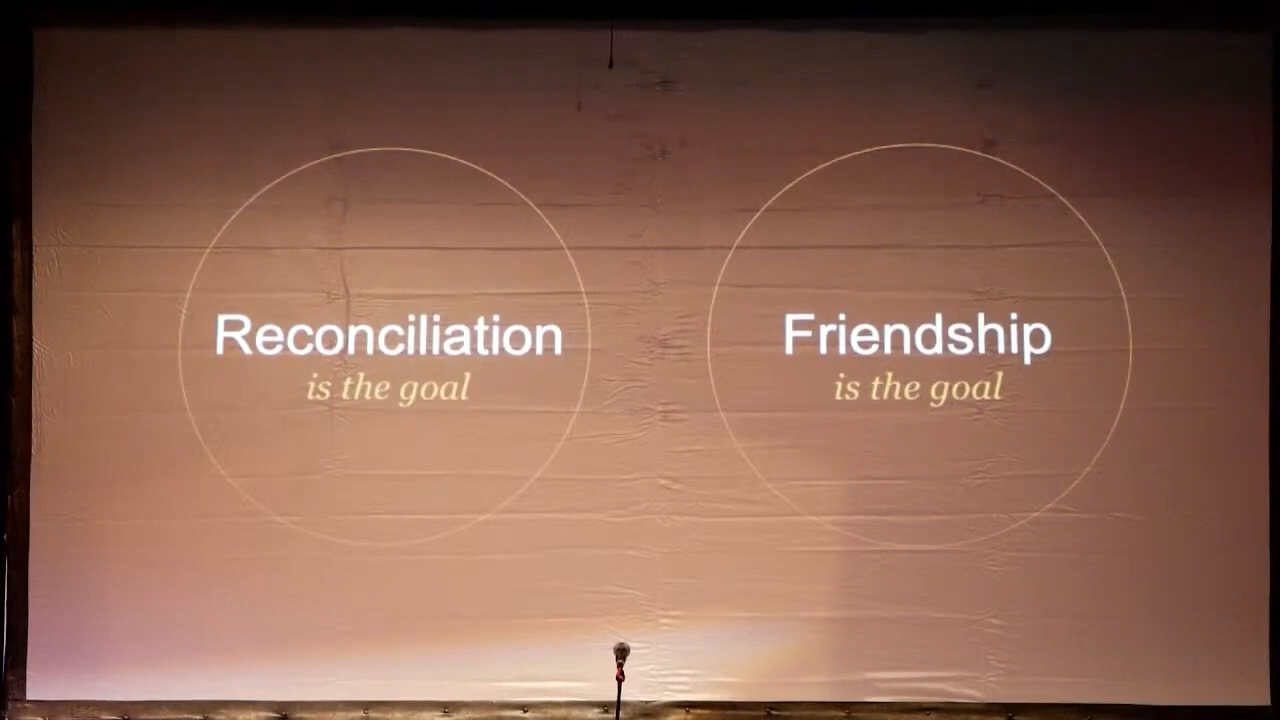 Reconciliation
is the goal
Friendship
is the goal